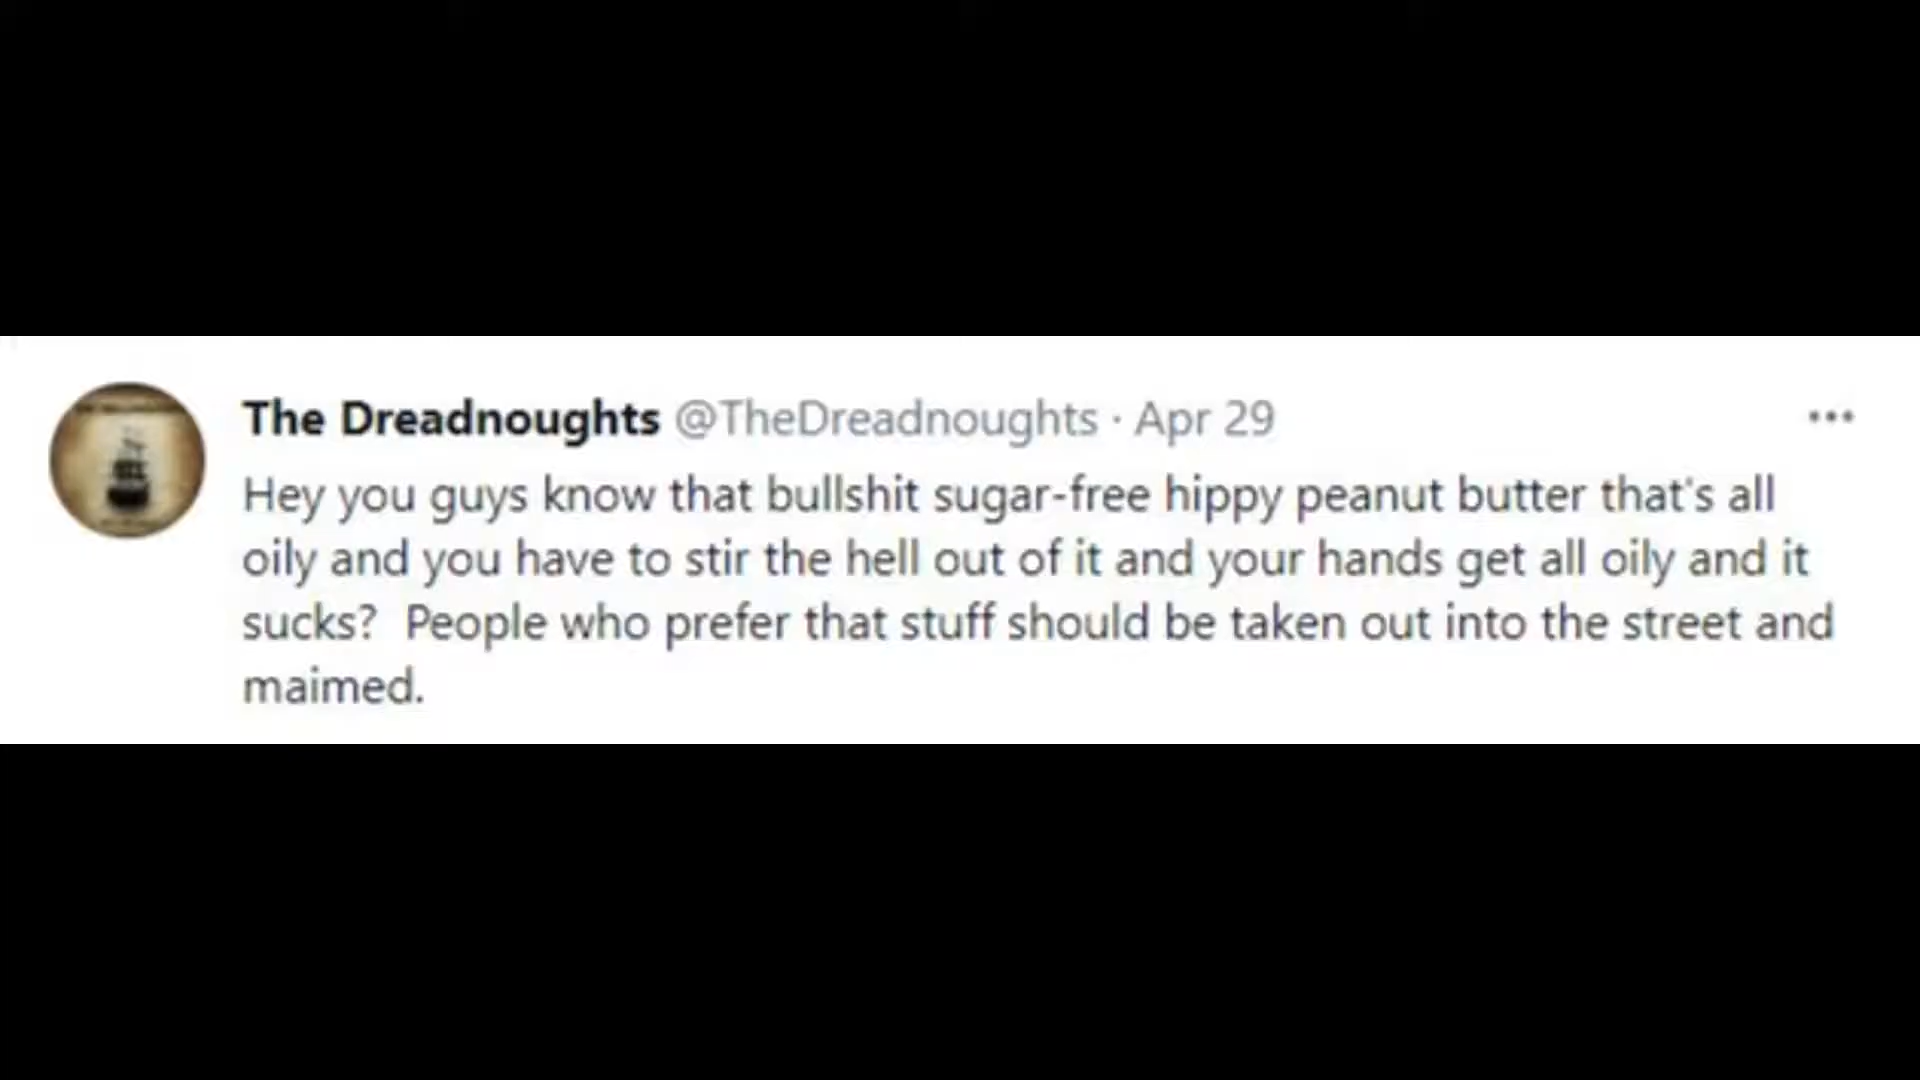 The Dreadnoughts @TheDreadnoughts · Apr 29
Hey you guys know that bullshit sugar-free hippy peanut butter that's all
oily and you have to stir the hell out of it and your hands get all oily and it
sucks?  People who prefer that stuff should be taken out into the street and
maimed.